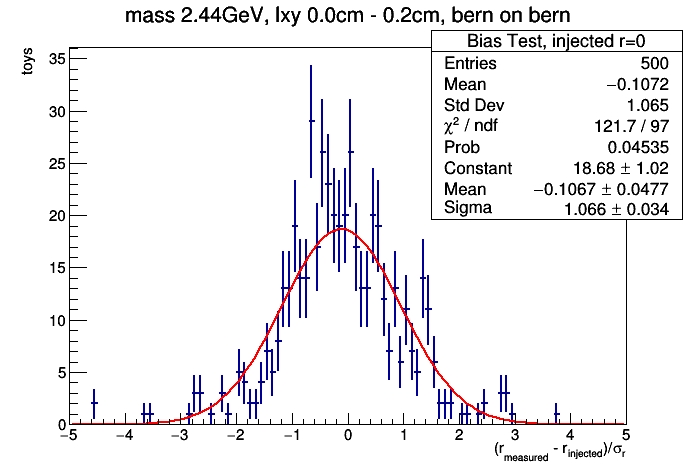 mass 2.44GeV, lxy 0.0cm - 0.2cm, bern on bern
Bias Test, injected r=0
Entries 500
Mean −0.1072
Std Dev 1.065
χ² / ndf 121.7 / 97
Prob 0.04535
Constant 18.68 ± 1.02
Mean −0.1067 ± 0.0477
Sigma 1.066 ± 0.034
toys
35
30
25
20
15
10
5
0
−5 −4 −3 −2 −1 0 1 2 3 4 5
(r_measured - r_injected)/σ_r